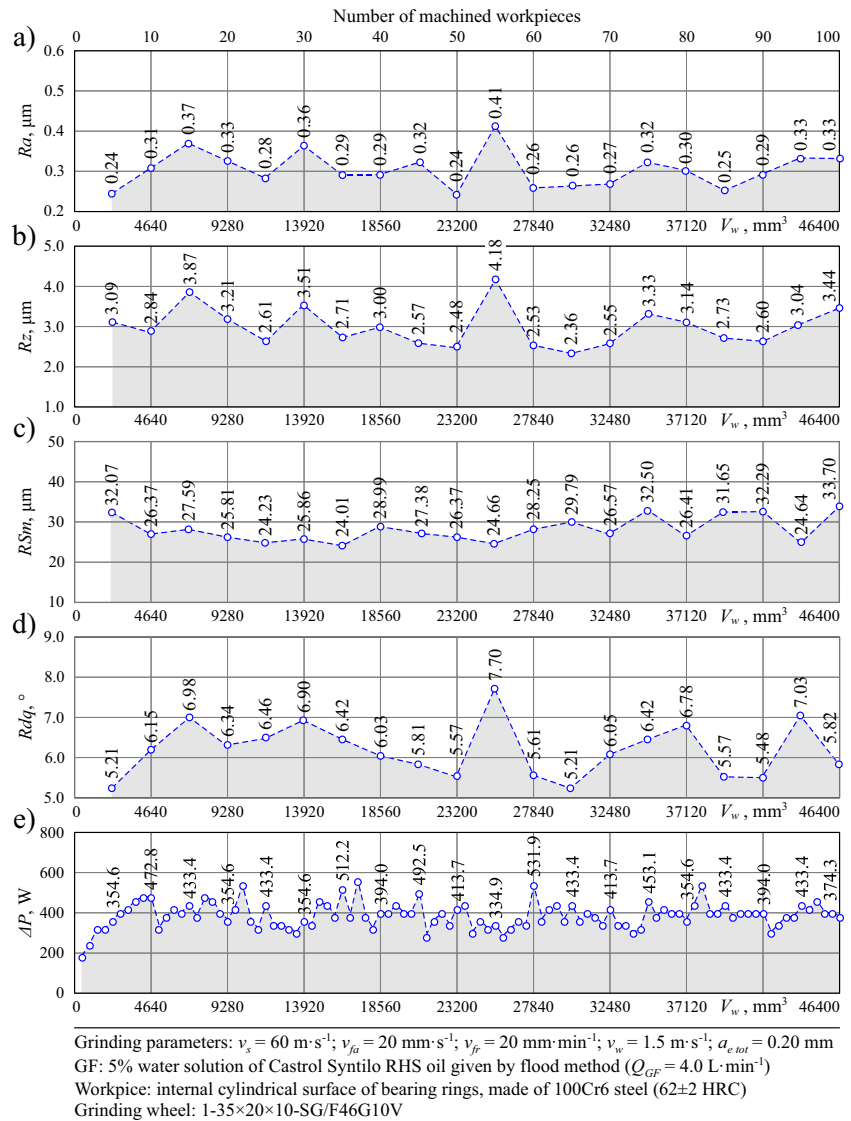 Number of machined workpieces
a) 0 10 20 30 40 50 60 70 80 90 100
Ra, μm
0.6
0.5
0.4
0.3
0.2
0.24 0.31 0.37 0.33 0.28 0.36 0.29 0.29 0.32 0.24 0.41 0.26 0.26 0.27 0.32 0.30 0.25 0.29 0.33 0.33
0 4640 9280 13920 18560 23200 27840 32480 37120 Vw , mm³ 46400
b)
Rz, μm
5.0
4.0
3.0
2.0
1.0
3.09 2.84 3.87 3.21 2.61 3.51 2.71 3.00 2.57 2.48 4.18 2.53 2.36 2.55 3.33 3.14 2.73 2.60 3.04 3.44
0 4640 9280 13920 18560 23200 27840 32480 37120 Vw , mm³ 46400
c)
RSm, μm
50
40
30
20
10
32.07 26.37 27.59 25.81 24.23 25.86 24.01 28.99 27.38 26.37 24.66 28.25 29.79 26.57 32.50 26.41 31.65 32.29 24.64 33.70
0 4640 9280 13920 18560 23200 27840 32480 37120 Vw , mm³ 46400
d)
Rdq, °
9.0
8.0
7.0
6.0
5.0
5.21 6.15 6.98 6.34 6.46 6.90 6.42 6.03 5.81 5.57 7.70 5.61 5.21 6.05 6.42 6.78 5.57 5.48 7.03 5.82
0 4640 9280 13920 18560 23200 27840 32480 37120 Vw , mm³ 46400
e)
ΔP, W
800
600
400
200
0
354.6 472.8 433.4 354.6 433.4 354.6 512.2 394.0 492.5 413.7 334.9 531.9 433.4 413.7 453.1 354.6 433.4 394.0 433.4 374.3
0 4640 9280 13920 18560 23200 27840 32480 37120 Vw , mm³ 46400
Grinding parameters: vs = 60 m·s⁻¹; vfa = 20 mm·s⁻¹; vfr = 20 mm·min⁻¹; vw = 1.5 m·s⁻¹; ae tot = 0.20 mm
GF: 5% water solution of Castrol Syntilo RHS oil given by flood method (QGF = 4.0 L·min⁻¹)
Workpice: internal cylindrical surface of bearing rings, made of 100Cr6 steel (62±2 HRC)
Grinding wheel: 1-35×20×10-SG/F46G10V